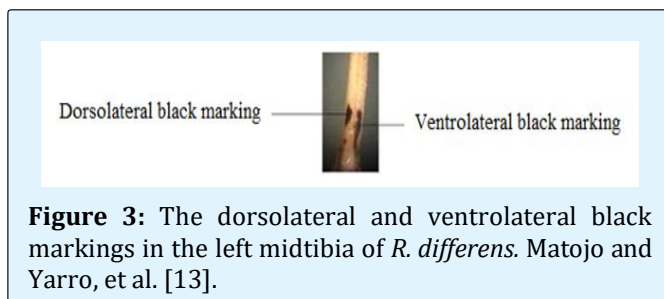 Dorsolateral black marking
Ventrolateral black marking
Figure 3: The dorsolateral and ventrolateral black
markings in the left midtibia of R. differens. Matojo and
Yarro, et al. [13].